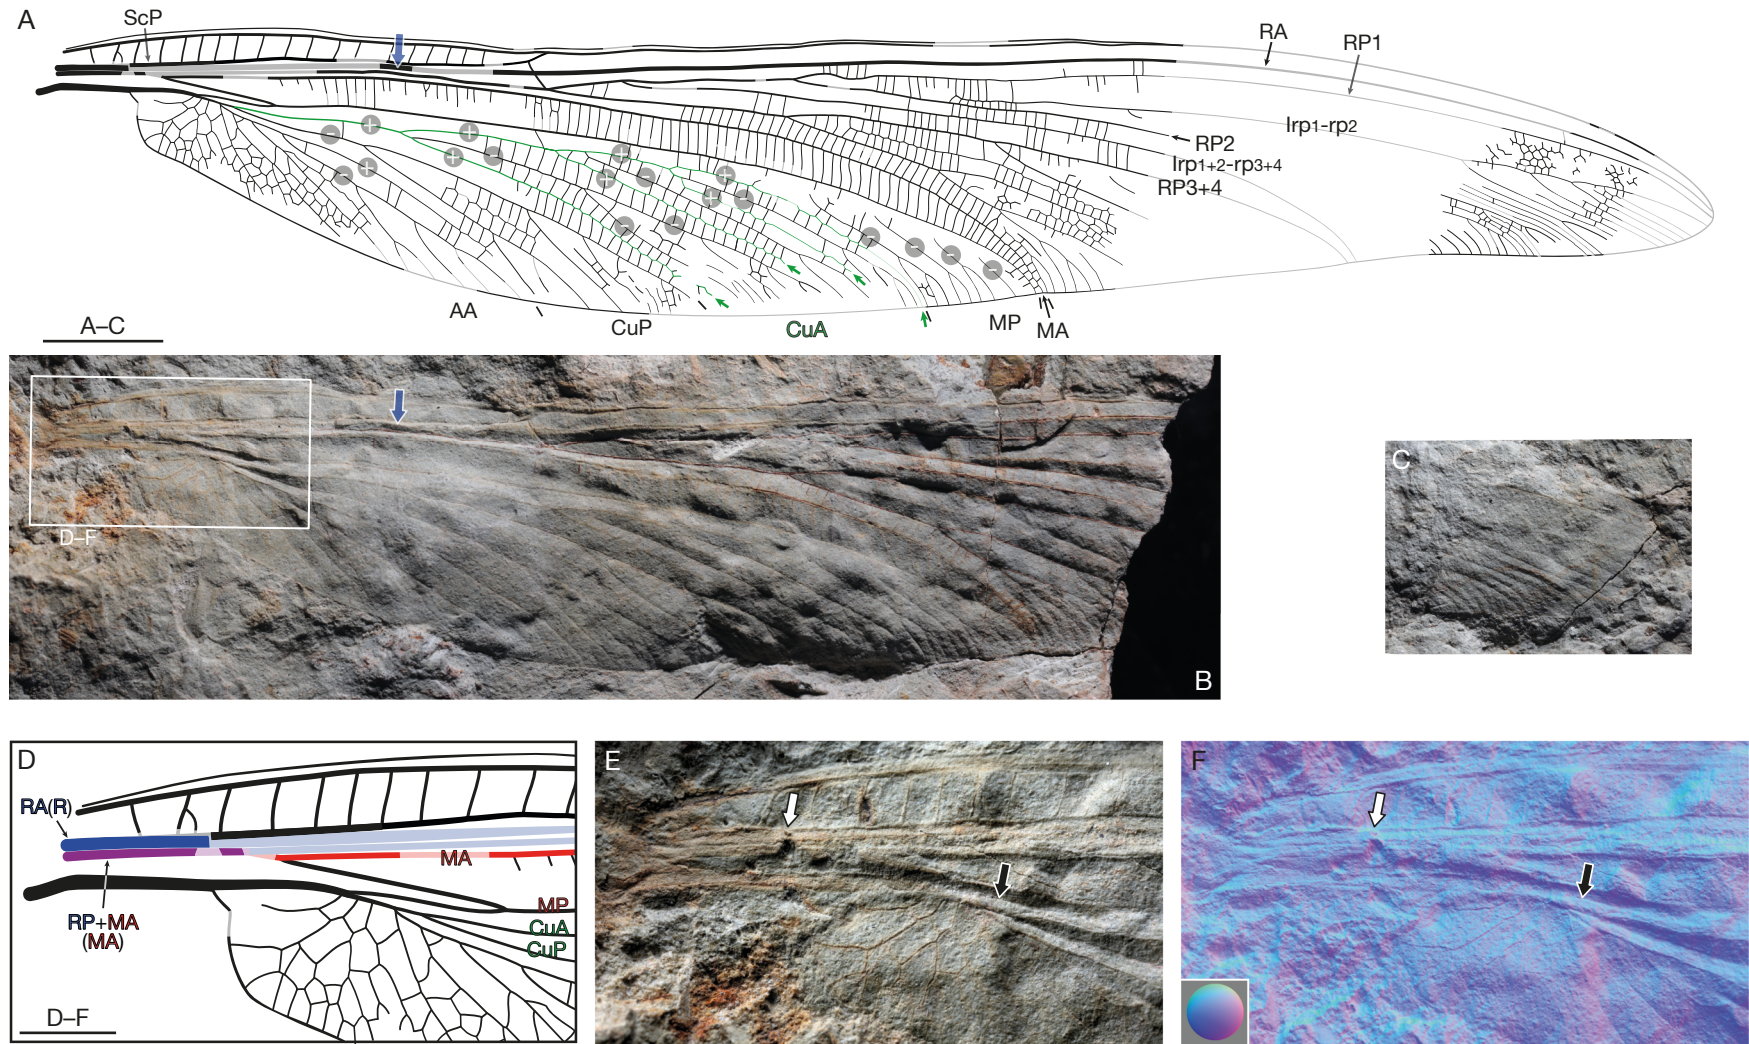 A
ScP
RA
RP1
Irp1-rp2
RP2
Irp1+2-rp3+4
RP3+4
+
+
+
+
+
+
+
+
+
-
-
-
-
-
-
-
-
AA
CuP
CuA
MP
MA
A–C
D–F
B
C
D
RA(R)
MA
RP+MA
(MA)
MP
CuA
CuP
D–F
E
F